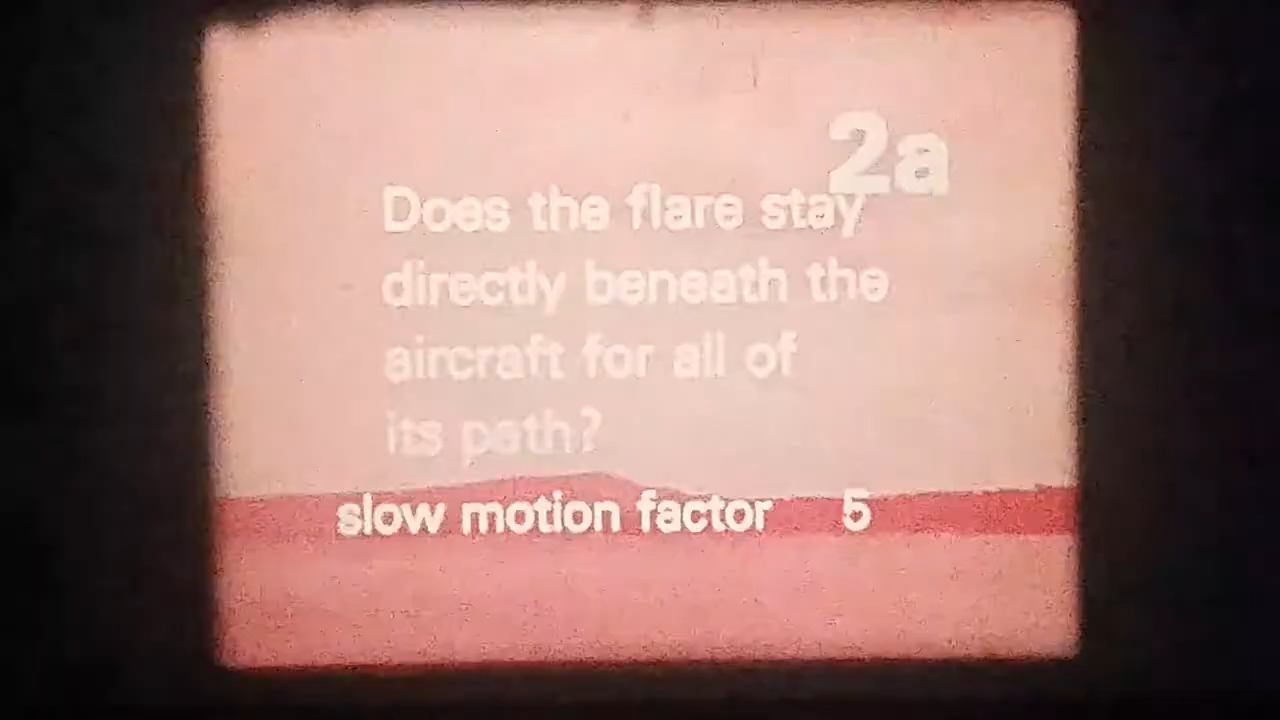 2a
Does the flare stay
directly beneath the
aircraft for all of
its path?
slow motion factor 5